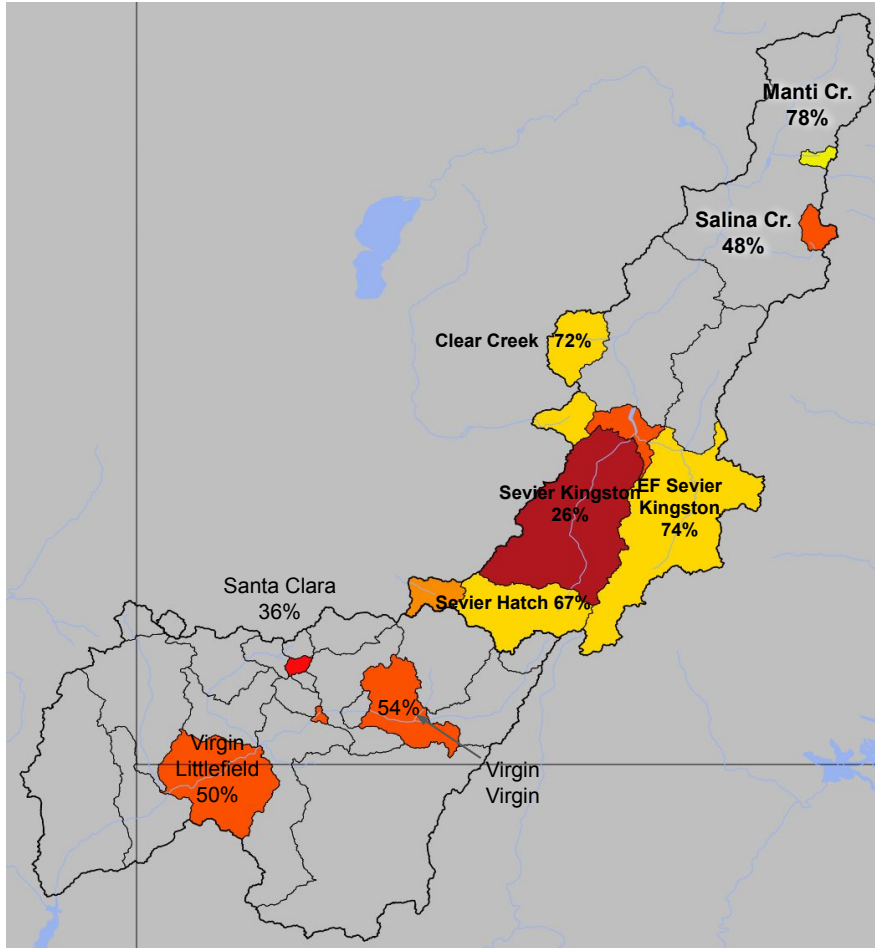 Manti Cr.
78%
Salina Cr.
48%
Clear Creek 72%
Sevier Kingston
26%
EF Sevier
Kingston
74%
Sevier Hatch 67%
Santa Clara
36%
54%
Virgin
Littlefield
50%
Virgin
Virgin